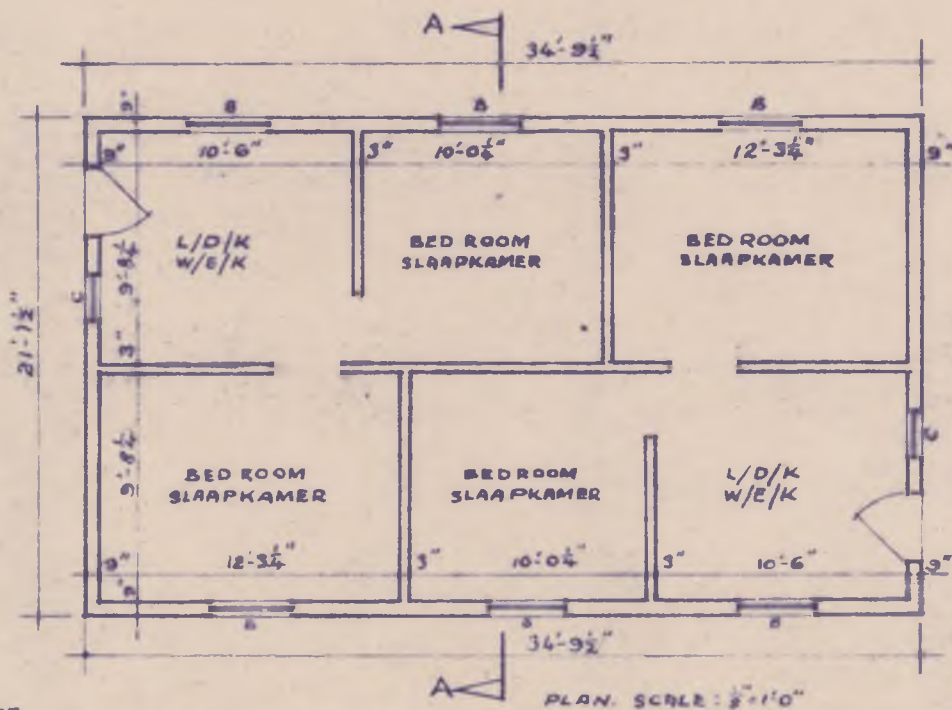 A
34'-9½"
B
B
B
9"
9"
10'-6"
3"
10'-0¼"
3"
12'-3¼"
9"
L/D/K
W/E/K
BED ROOM
SLAAPKAMER
BED ROOM
SLAAPKAMER
9'-8¼"
C
21'-1½"
3"
C
9'-8¼"
BED ROOM
SLAAPKAMER
BED ROOM
SLAAPKAMER
L/D/K
W/E/K
9"
12'-3¼"
3"
10'-0¼"
3"
10'-6"
9"
9"
B
B
B
34'-9½"
A
PLAN. SCALE: ⅛"=1'0"